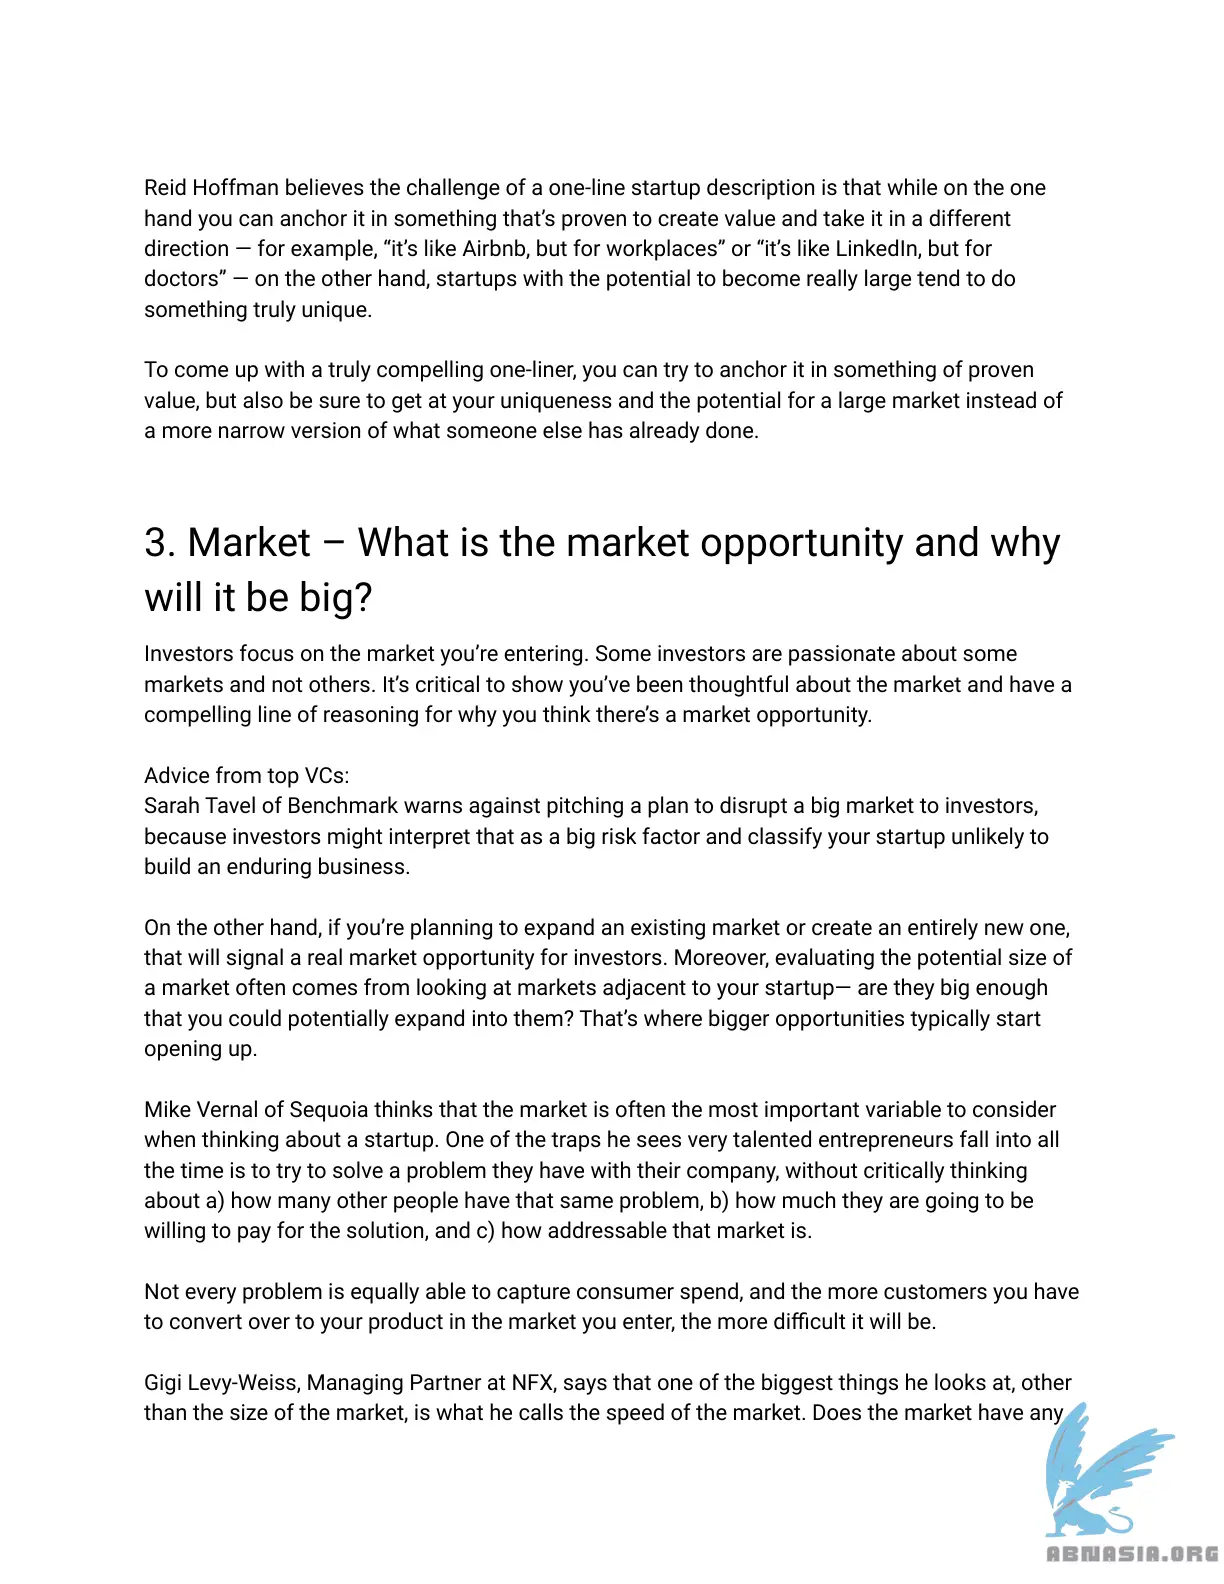 Reid Hoffman believes the challenge of a one-line startup description is that while on the one
hand you can anchor it in something that’s proven to create value and take it in a different
direction — for example, “it’s like Airbnb, but for workplaces” or “it’s like LinkedIn, but for
doctors” — on the other hand, startups with the potential to become really large tend to do
something truly unique.
To come up with a truly compelling one-liner, you can try to anchor it in something of proven
value, but also be sure to get at your uniqueness and the potential for a large market instead of
a more narrow version of what someone else has already done.
3. Market – What is the market opportunity and why
will it be big?
Investors focus on the market you’re entering. Some investors are passionate about some
markets and not others. It’s critical to show you’ve been thoughtful about the market and have a
compelling line of reasoning for why you think there’s a market opportunity.
Advice from top VCs:
Sarah Tavel of Benchmark warns against pitching a plan to disrupt a big market to investors,
because investors might interpret that as a big risk factor and classify your startup unlikely to
build an enduring business.
On the other hand, if you’re planning to expand an existing market or create an entirely new one,
that will signal a real market opportunity for investors. Moreover, evaluating the potential size of
a market often comes from looking at markets adjacent to your startup— are they big enough
that you could potentially expand into them? That’s where bigger opportunities typically start
opening up.
Mike Vernal of Sequoia thinks that the market is often the most important variable to consider
when thinking about a startup. One of the traps he sees very talented entrepreneurs fall into all
the time is to try to solve a problem they have with their company, without critically thinking
about a) how many other people have that same problem, b) how much they are going to be
willing to pay for the solution, and c) how addressable that market is.
Not every problem is equally able to capture consumer spend, and the more customers you have
to convert over to your product in the market you enter, the more difficult it will be.
Gigi Levy-Weiss, Managing Partner at NFX, says that one of the biggest things he looks at, other
than the size of the market, is what he calls the speed of the market. Does the market have any
ABNASIA.ORG